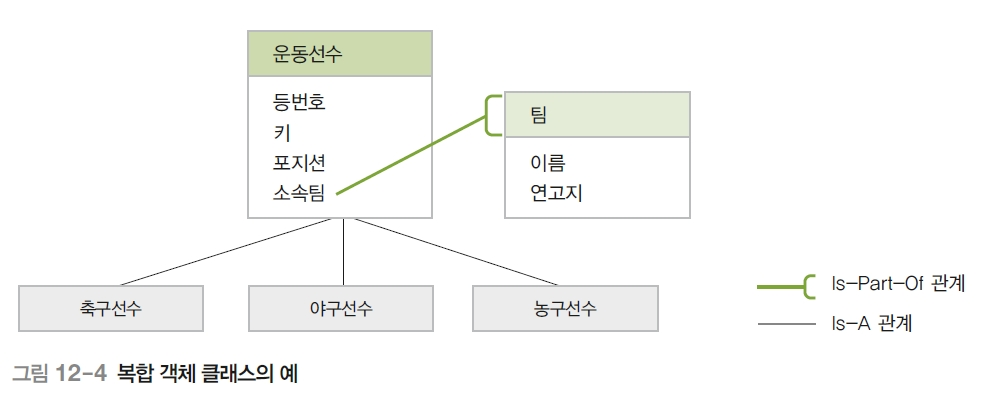 운동선수
등번호
키
포지션
소속팀
팀
이름
연고지
축구선수
야구선수
농구선수
Is-Part-Of 관계
Is-A 관계
그림 12-4 복합 객체 클래스의 예